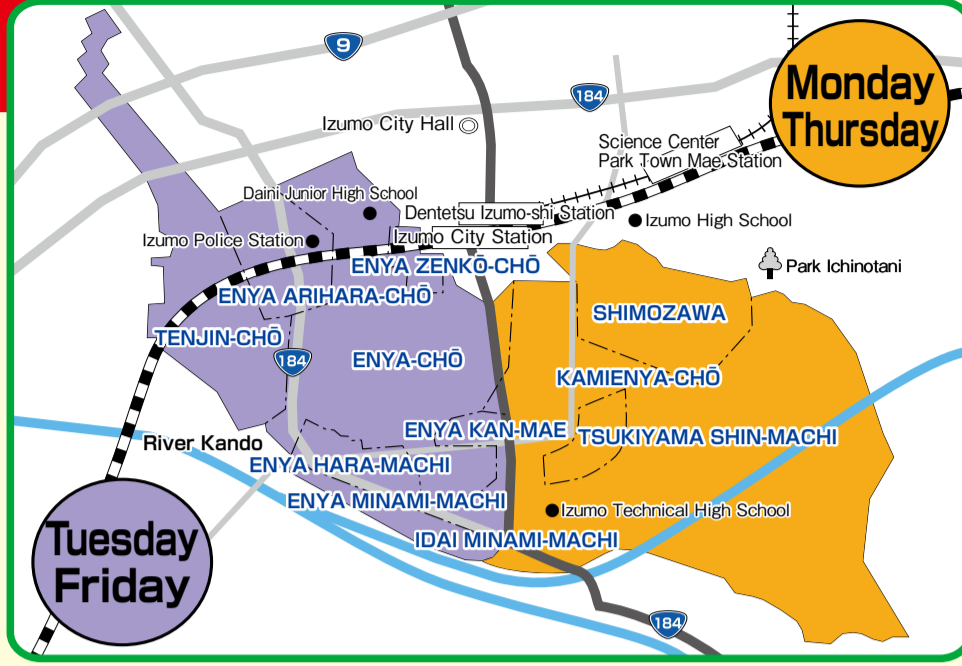 9
Monday
Thursday
184
Izumo City Hall
Science Center
Park Town Mae Station
Daini Junior High School
Dentetsu Izumo-shi Station
Izumo High School
Izumo Police Station
Izumo City Station
ENYA ZENKŌ-CHŌ
Park Ichinotani
ENYA ARIHARA-CHŌ
SHIMOZAWA
TENJIN-CHŌ
184
ENYA-CHŌ
KAMIENYA-CHŌ
ENYA KAN-MAE
TSUKIYAMA SHIN-MACHI
River Kando
ENYA HARA-MACHI
ENYA MINAMI-MACHI
Izumo Technical High School
IDAI MINAMI-MACHI
Tuesday
Friday
184